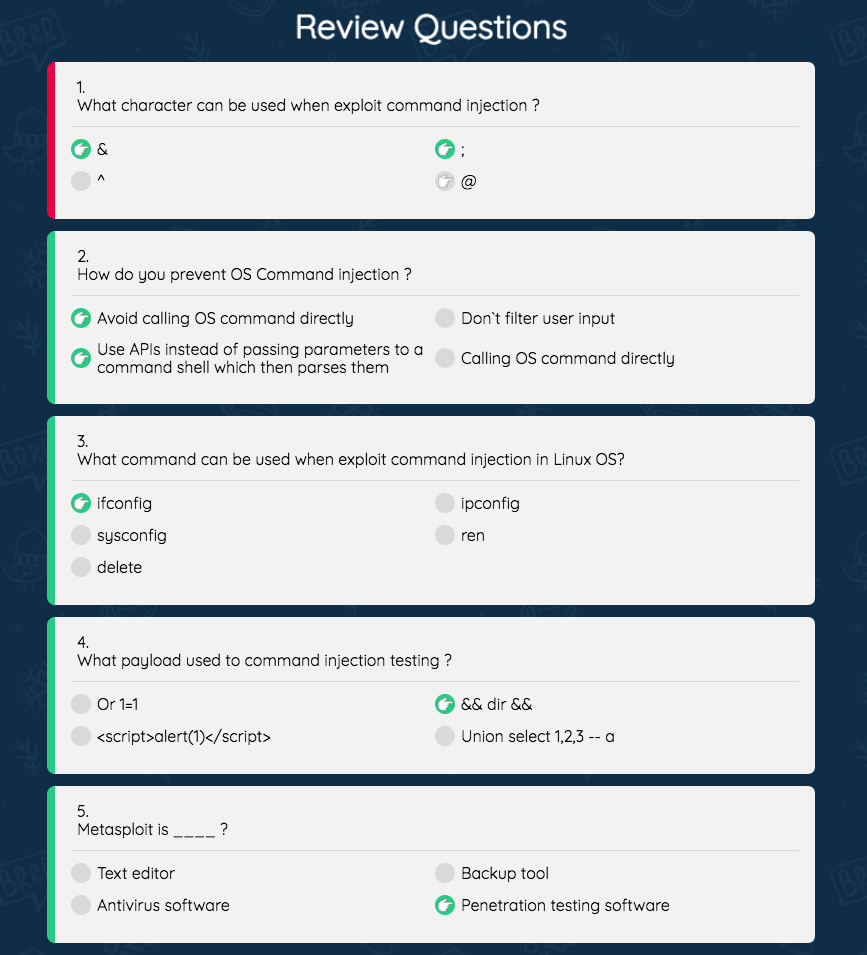 Review Questions
1.
What character can be used when exploit command injection ?
&
;
^
@
2.
How do you prevent OS Command injection ?
Avoid calling OS command directly
Don`t filter user input
Use APIs instead of passing parameters to a
command shell which then parses them
Calling OS command directly
3.
What command can be used when exploit command injection in Linux OS?
ifconfig
ipconfig
sysconfig
ren
delete
4.
What payload used to command injection testing ?
Or 1=1
&& dir &&
<script>alert(1)</script>
Union select 1,2,3 -- a
5.
Metasploit is ____ ?
Text editor
Backup tool
Antivirus software
Penetration testing software